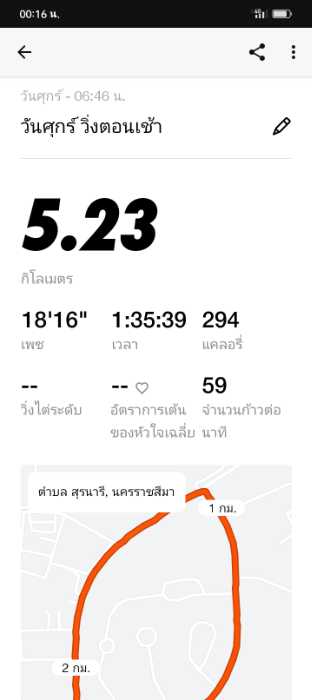 00:16 น.
วันศุกร์ - 06:46 น.
วันศุกร์ วิ่งตอนเช้า
5.23
กิโลเมตร
18'16" 1:35:39 294
เพซ เวลา แคลอรี่
-- -- 59
วิ่งไต่ระดับ อัตราการเต้น จำนวนก้าวต่อ
ของหัวใจเฉลี่ย นาที
ตำบล สุรนารี, นครราชสีมา
1 กม.
2 กม.